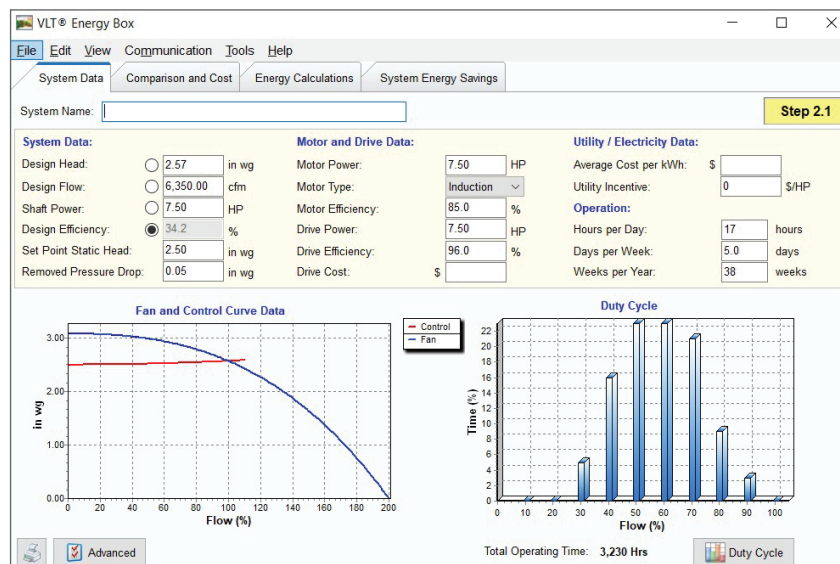 VLT® Energy Box
File Edit View Communication Tools Help
System Data Comparison and Cost Energy Calculations System Energy Savings
System Name:
Step 2.1
System Data: Motor and Drive Data: Utility / Electricity Data:
Design Head: 2.57 in wg Motor Power: 7.50 HP Average Cost per kWh: $
Design Flow: 6,350.00 cfm Motor Type: Induction Utility Incentive: 0 $/HP
Shaft Power: 7.50 HP Motor Efficiency: 85.0 % Operation:
Design Efficiency: 34.2 % Drive Power: 7.50 HP Hours per Day: 17 hours
Set Point Static Head: 2.50 in wg Drive Efficiency: 96.0 % Days per Week: 5.0 days
Removed Pressure Drop: 0.05 in wg Drive Cost: $ Weeks per Year: 38 weeks
Fan and Control Curve Data
Control
Fan
3.00
2.00
1.00
0.00
in wg
0 20 40 60 80 100 120 140 160 180 200
Flow (%)
Duty Cycle
22
20
18
16
14
12
10
8
6
4
2
0
Time (%)
0 10 20 30 40 50 60 70 80 90 100
Flow (%)
Advanced
Total Operating Time: 3,230 Hrs
Duty Cycle